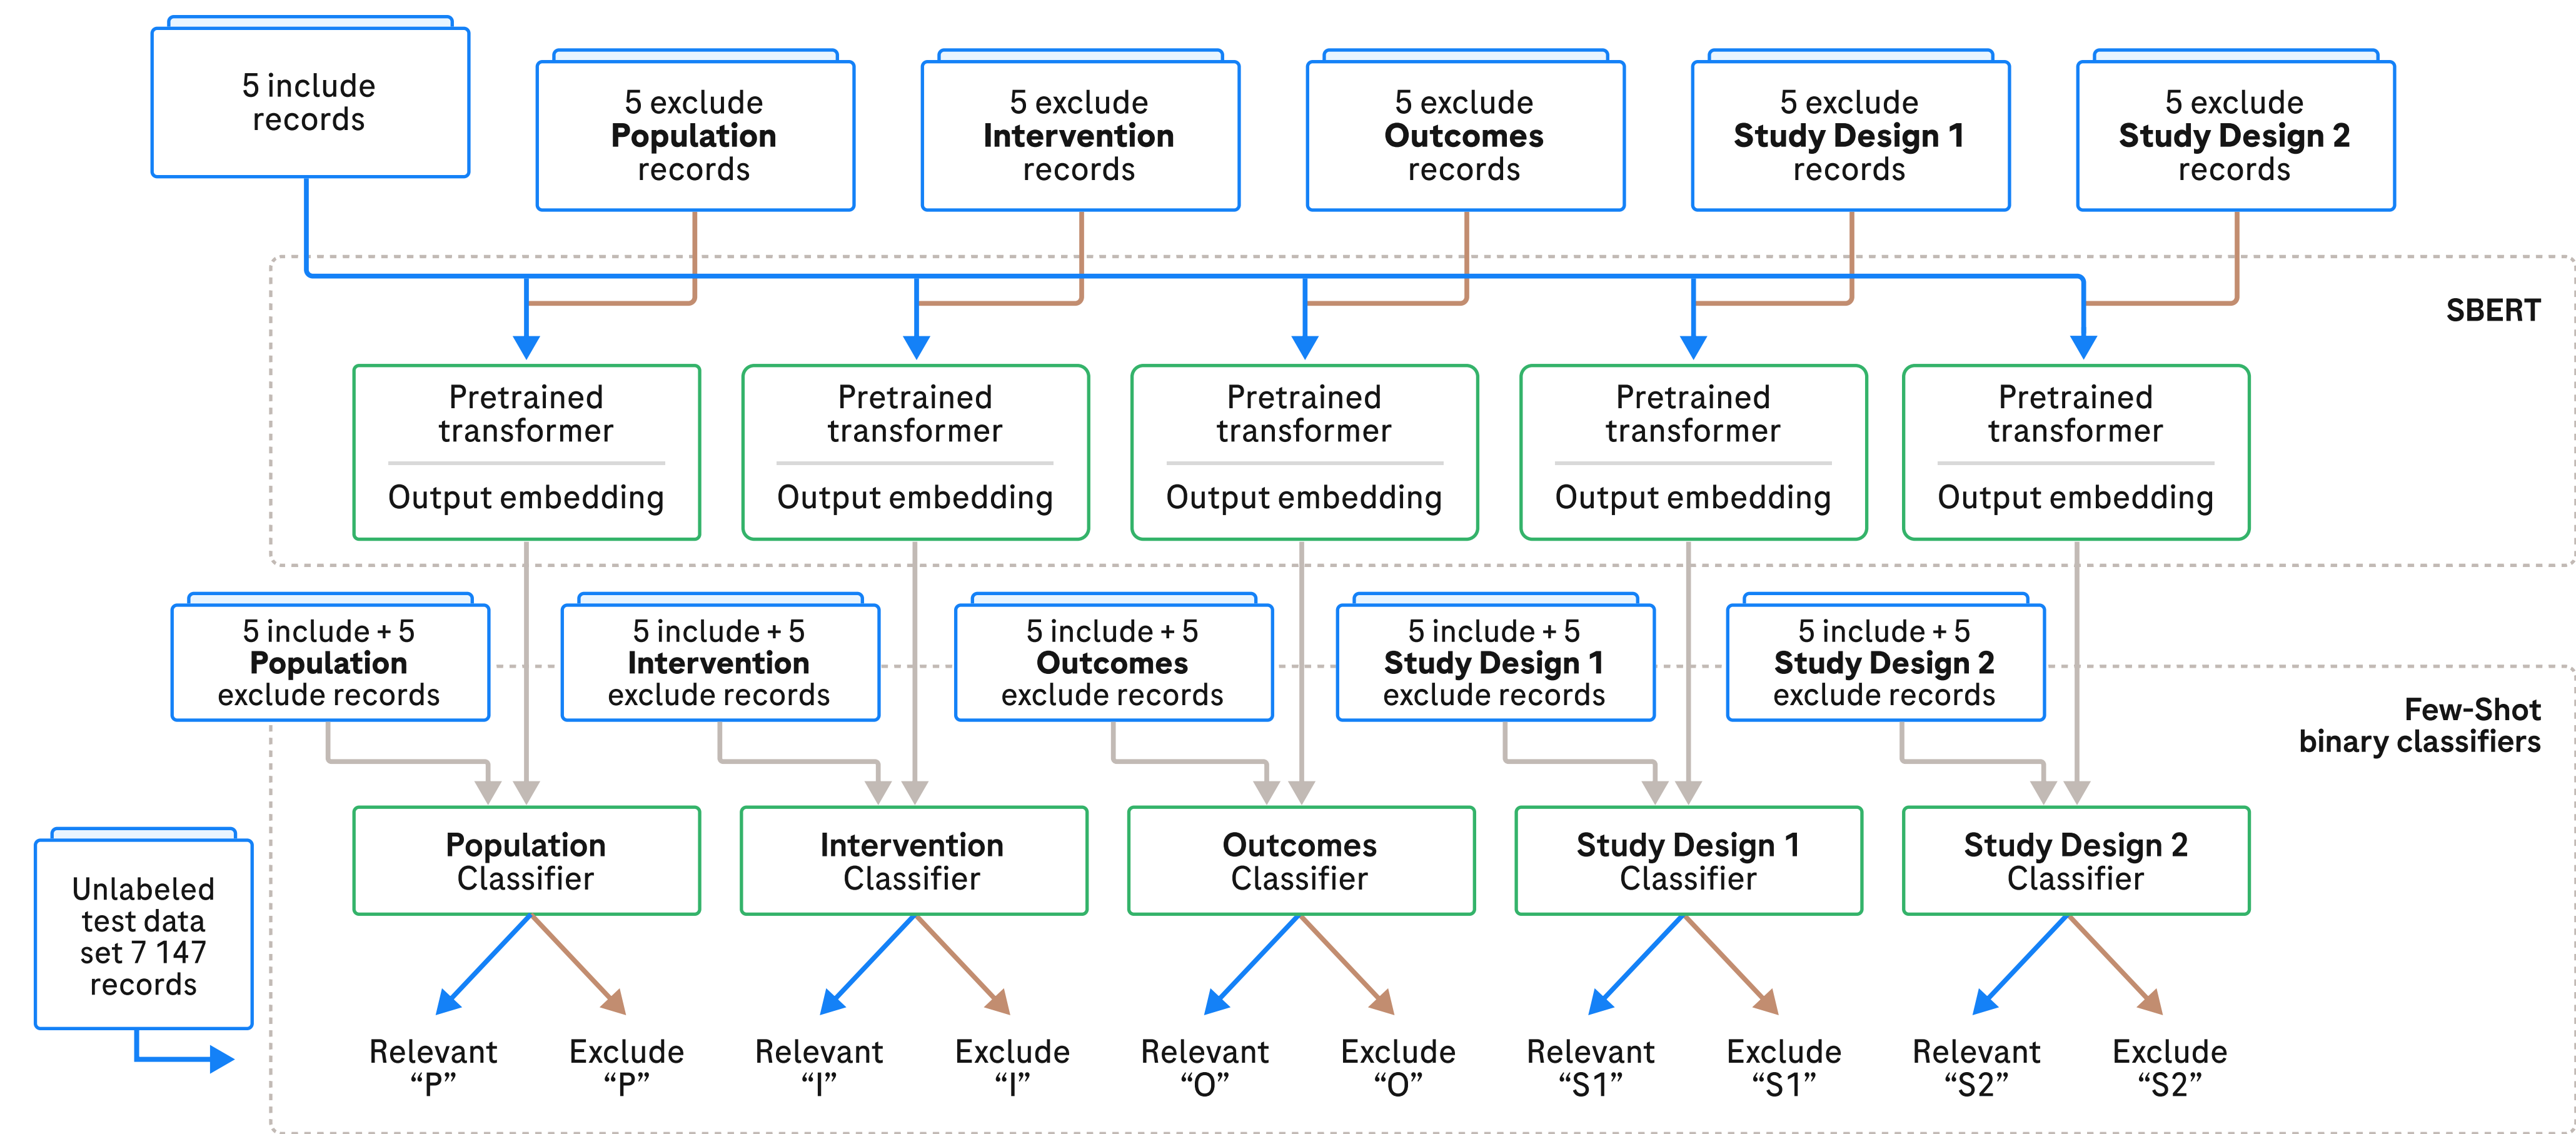 5 include
records
5 exclude
Population
records
5 exclude
Intervention
records
5 exclude
Outcomes
records
5 exclude
Study Design 1
records
5 exclude
Study Design 2
records
SBERT
Pretrained
transformer
Output embedding
Pretrained
transformer
Output embedding
Pretrained
transformer
Output embedding
Pretrained
transformer
Output embedding
Pretrained
transformer
Output embedding
5 include + 5
Population
exclude records
5 include + 5
Intervention
exclude records
5 include + 5
Outcomes
exclude records
5 include + 5
Study Design 1
exclude records
5 include + 5
Study Design 2
exclude records
Few-Shot
binary classifiers
Unlabeled
test data
set 7 147
records
Population
Classifier
Intervention
Classifier
Outcomes
Classifier
Study Design 1
Classifier
Study Design 2
Classifier
Relevant
“P”
Exclude
“P”
Relevant
“I”
Exclude
“I”
Relevant
“O”
Exclude
“O”
Relevant
“S1”
Exclude
“S1”
Relevant
“S2”
Exclude
“S2”